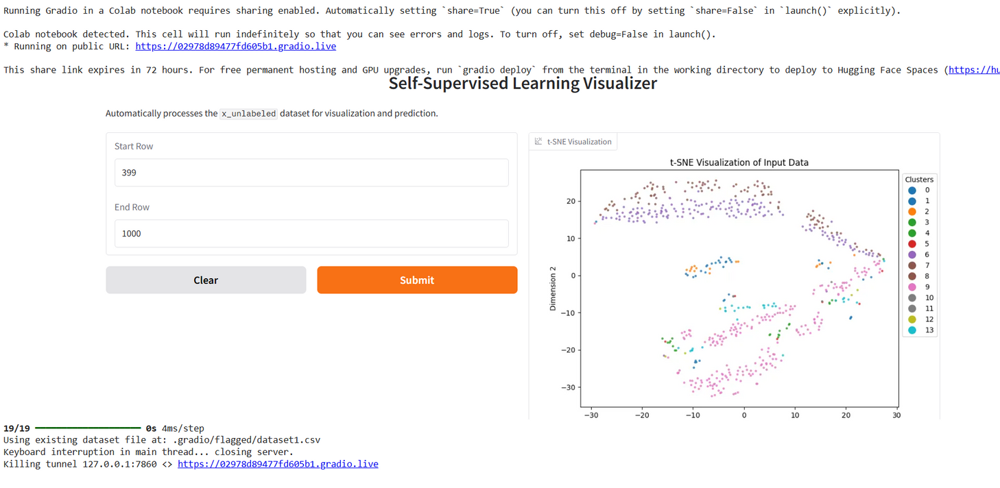 Running Gradio in a Colab notebook requires sharing enabled. Automatically setting `share=True` (you can turn this off by setting `share=False` in `launch()` explicitly).
Colab notebook detected. This cell will run indefinitely so that you can see errors and logs. To turn off, set debug=False in launch().
* Running on public URL: https://02978d89477fd605b1.gradio.live
This share link expires in 72 hours. For free permanent hosting and GPU upgrades, run `gradio deploy` from the terminal in the working directory to deploy to Hugging Face Spaces (https://hu
Self-Supervised Learning Visualizer
Automatically processes the x_unlabeled dataset for visualization and prediction.
Start Row
399
End Row
1000
Clear
Submit
t-SNE Visualization
t-SNE Visualization of Input Data
Dimension 2
20
10
0
−10
−20
−30
−30 −20 −10 0 10 20 30
Clusters
0
1
2
3
4
5
6
7
8
9
10
11
12
13
19/19 ━━━━━━━━━━━━━━━━━━━━ 0s 4ms/step
Using existing dataset file at: .gradio/flagged/dataset1.csv
Keyboard interruption in main thread... closing server.
Killing tunnel 127.0.0.1:7860 <> https://02978d89477fd605b1.gradio.live